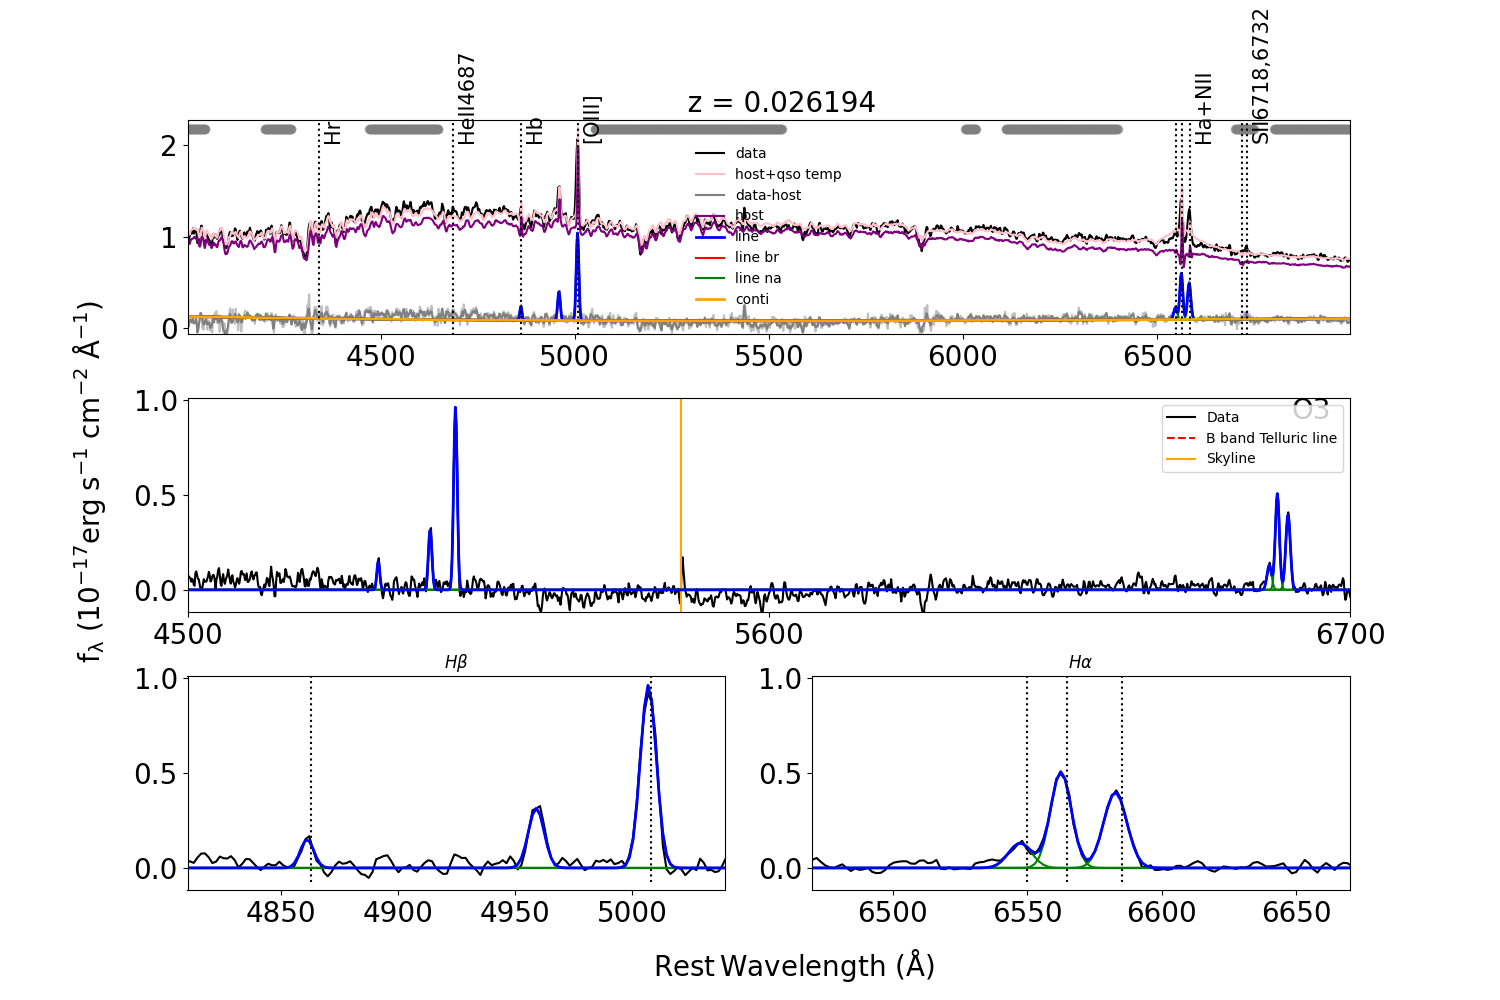 z = 0.026194
Hr
HeII4687
Hb
[OIII]
Ha+NII
SII6718,6732
data
host+qso temp
data-host
host
line
line br
line na
conti
2
1
0
4500 5000 5500 6000 6500
fλ (10⁻¹⁷erg s⁻¹ cm⁻² Å⁻¹)
O3
Data
B band Telluric line
Skyline
1.0
0.5
0.0
4500 5600 6700
Hβ
1.0
0.5
0.0
4850 4900 4950 5000
Hα
1.0
0.5
0.0
6500 6550 6600 6650
Rest Wavelength (Å)